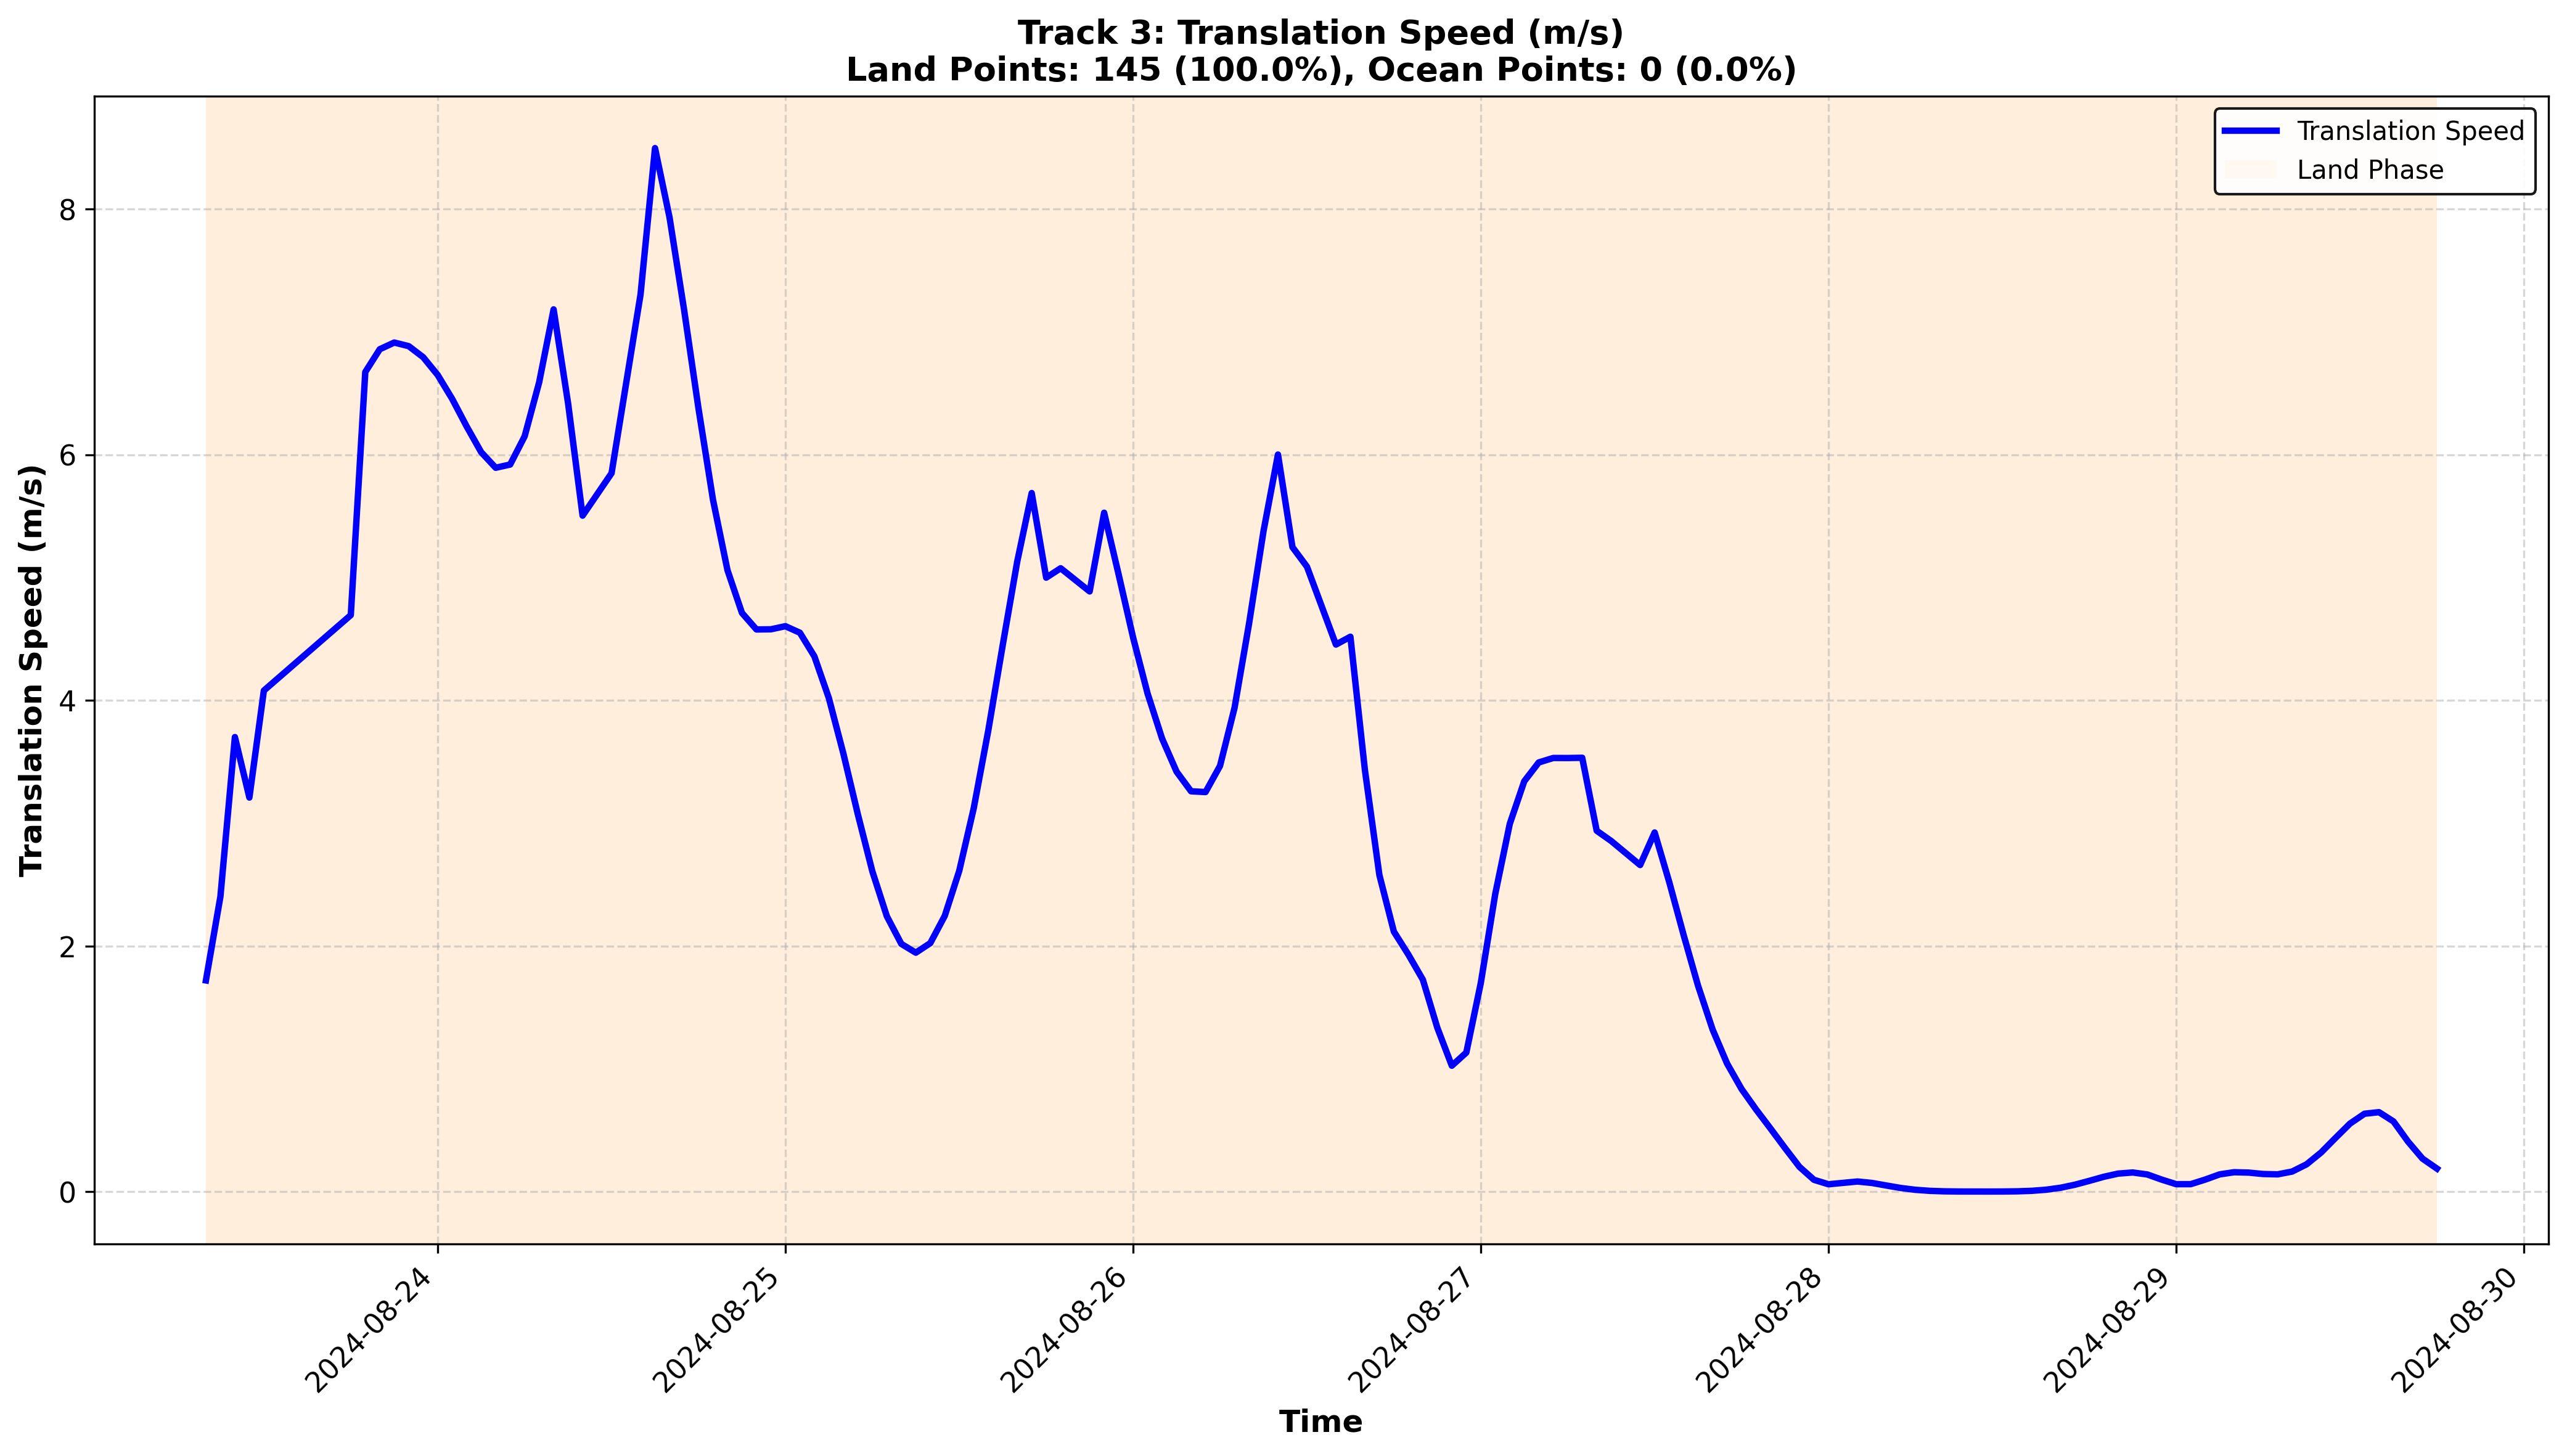 Track 3: Translation Speed (m/s)
Land Points: 145 (100.0%), Ocean Points: 0 (0.0%)
Translation Speed
Land Phase
Translation Speed (m/s)
8
6
4
2
0
2024-08-24
2024-08-25
2024-08-26
2024-08-27
2024-08-28
2024-08-29
2024-08-30
Time